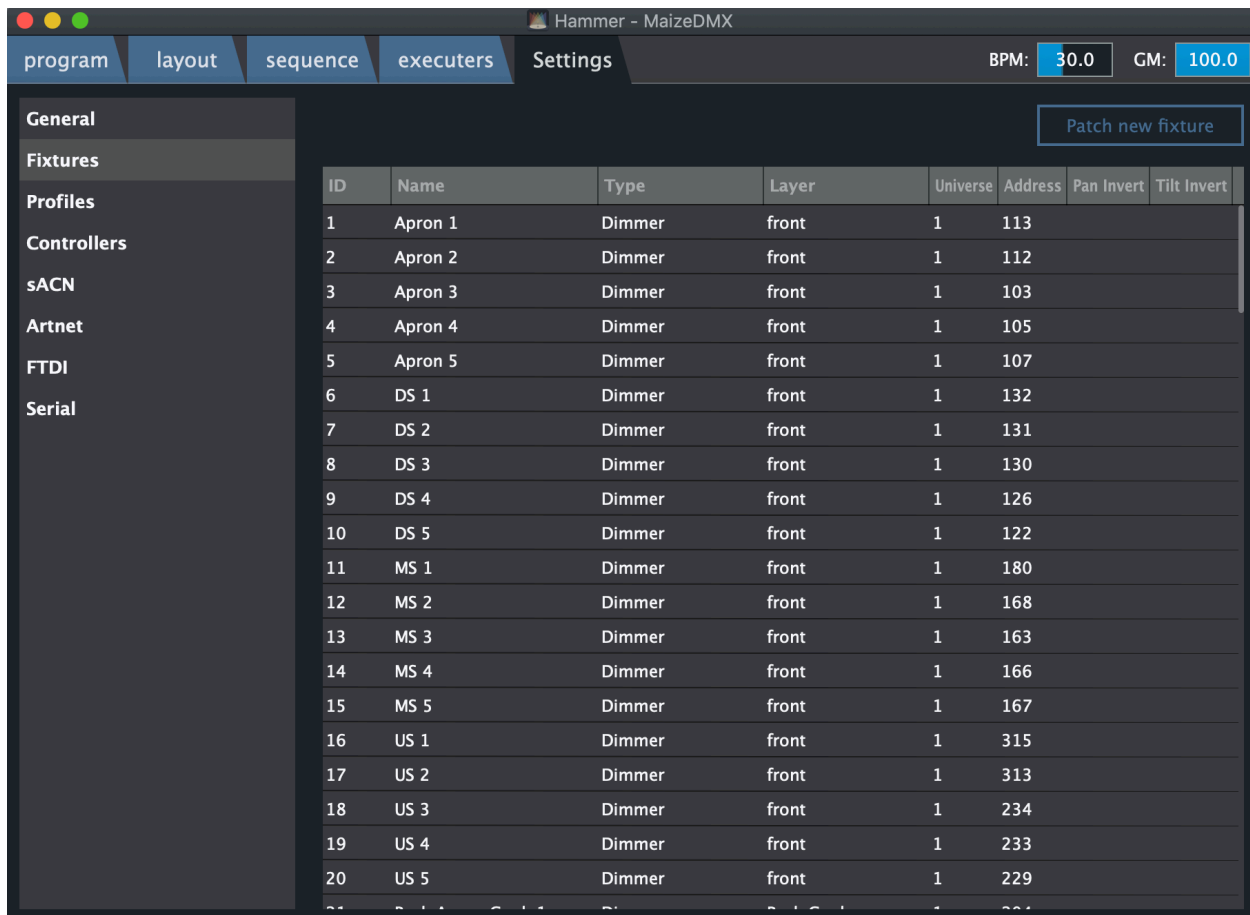 Hammer - MaizeDMX
program layout sequence executers Settings BPM: 30.0 GM: 100.0
General
Fixtures
Profiles
Controllers
sACN
Artnet
FTDI
Serial
Patch new fixture
ID Name Type Layer Universe Address Pan Invert Tilt Invert
1 Apron 1 Dimmer front 1 113
2 Apron 2 Dimmer front 1 112
3 Apron 3 Dimmer front 1 103
4 Apron 4 Dimmer front 1 105
5 Apron 5 Dimmer front 1 107
6 DS 1 Dimmer front 1 132
7 DS 2 Dimmer front 1 131
8 DS 3 Dimmer front 1 130
9 DS 4 Dimmer front 1 126
10 DS 5 Dimmer front 1 122
11 MS 1 Dimmer front 1 180
12 MS 2 Dimmer front 1 168
13 MS 3 Dimmer front 1 163
14 MS 4 Dimmer front 1 166
15 MS 5 Dimmer front 1 167
16 US 1 Dimmer front 1 315
17 US 2 Dimmer front 1 313
18 US 3 Dimmer front 1 234
19 US 4 Dimmer front 1 233
20 US 5 Dimmer front 1 229